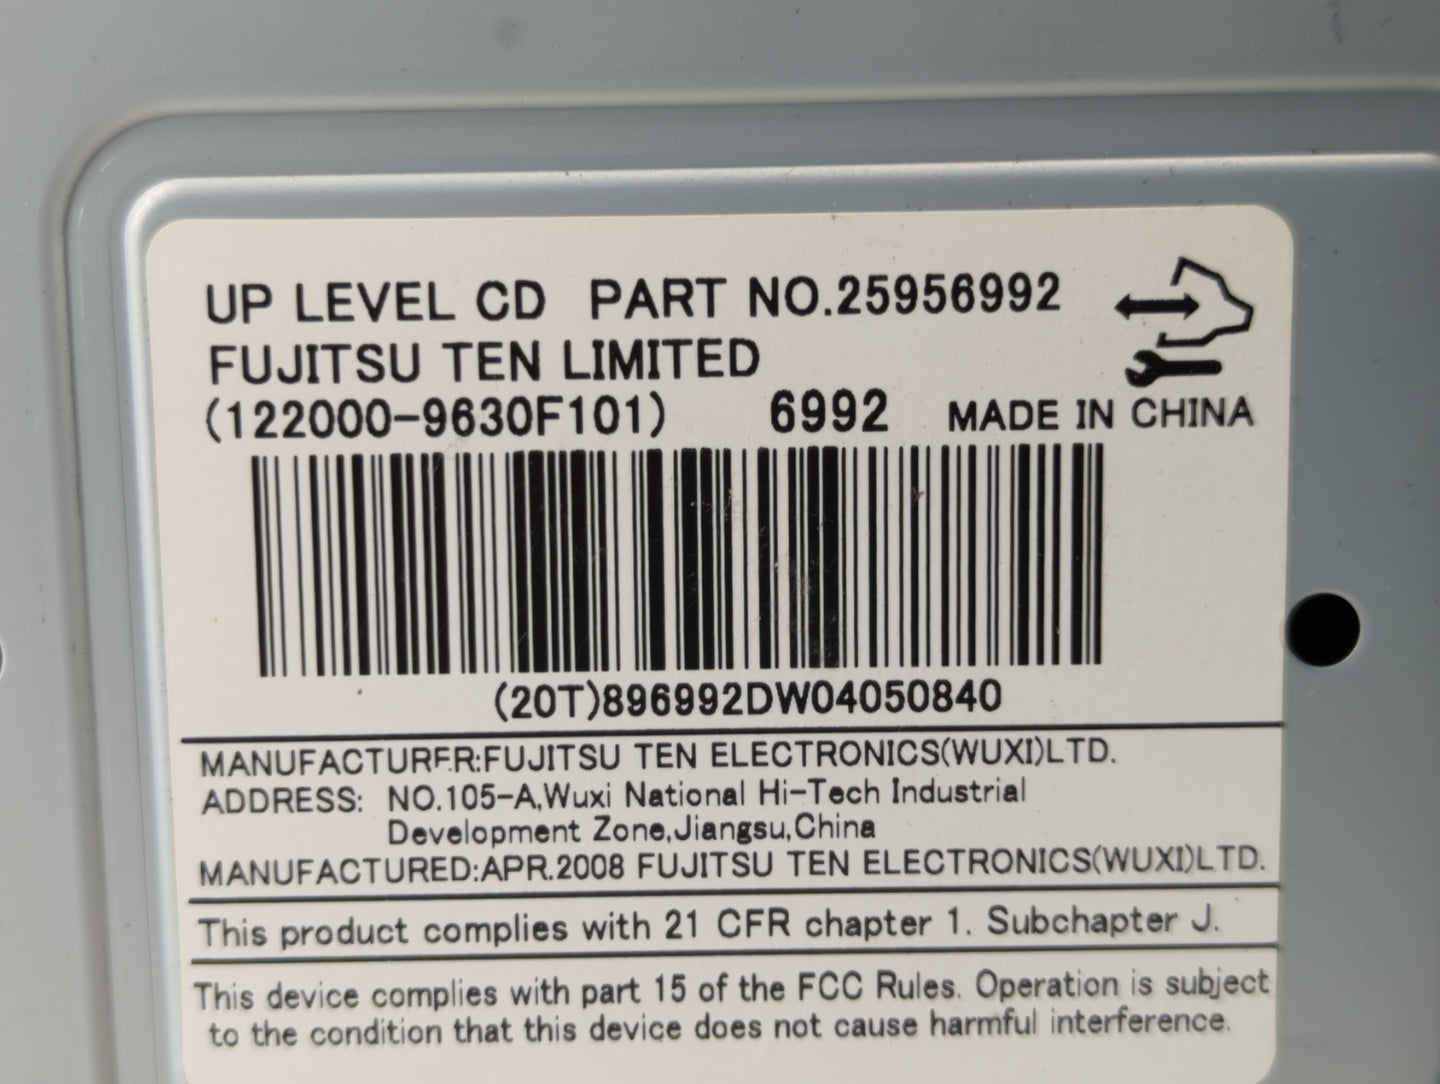 UP LEVEL CD PART NO.25956992
FUJITSU TEN LIMITED
(122000-9630F101) 6992 MADE IN CHINA
(20T)896992DW04050840
MANUFACTURER:FUJITSU TEN ELECTRONICS(WUXI)LTD.
ADDRESS: NO.105-A,Wuxi National Hi-Tech Industrial
Development Zone,Jiangsu,China
MANUFACTURED:APR.2008 FUJITSU TEN ELECTRONICS(WUXI)LTD.
This product complies with 21 CFR chapter 1. Subchapter J.
This device complies with part 15 of the FCC Rules. Operation is subject
to the condition that this device does not cause harmful interference.